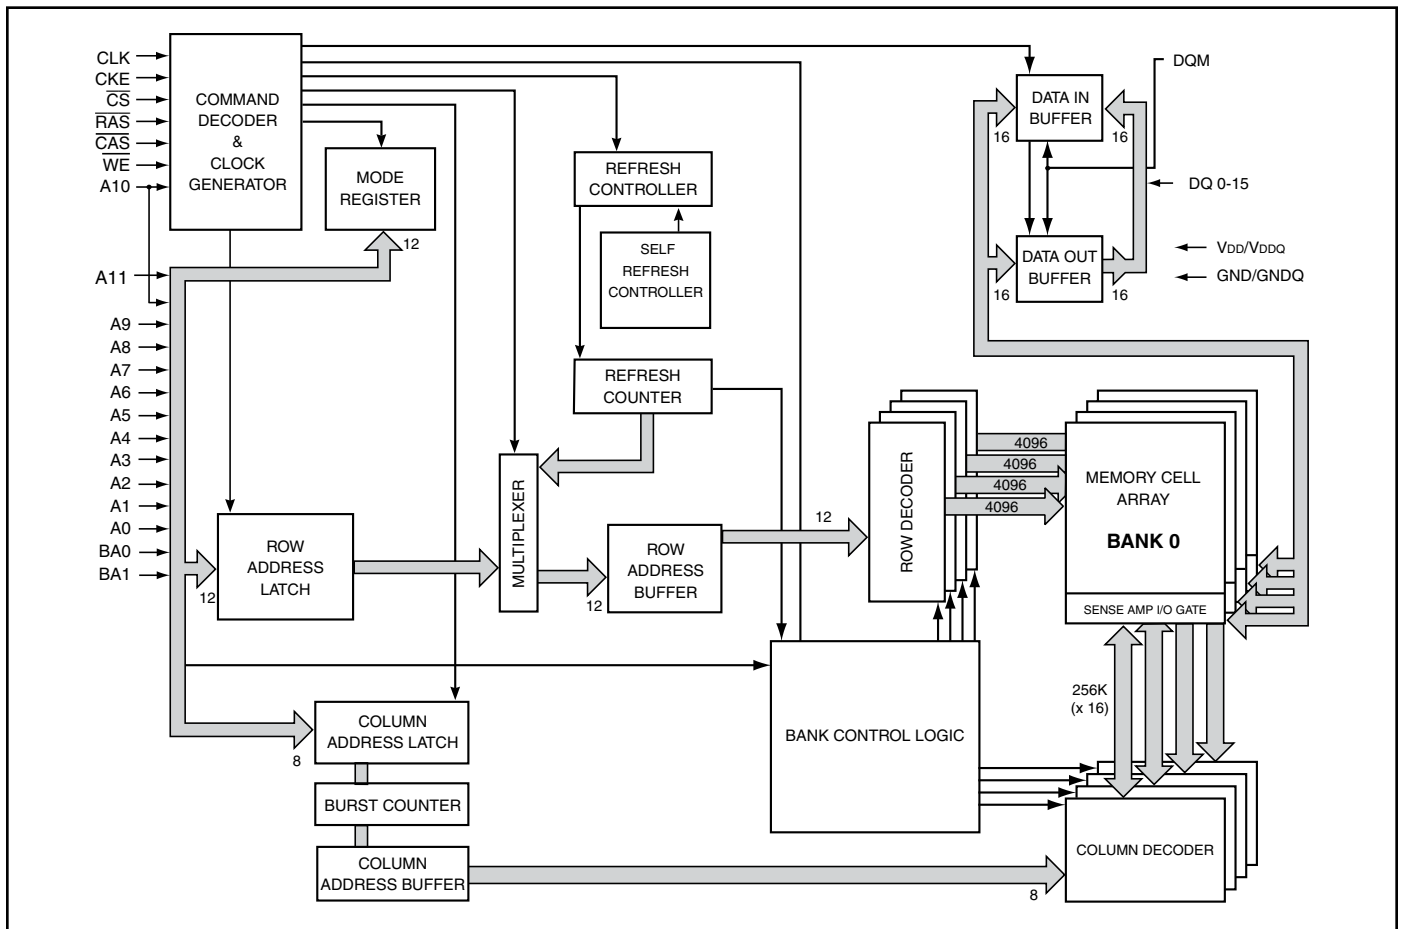 CLK
CKE
CS
RAS
CAS
WE
A10
A11
A9
A8
A7
A6
A5
A4
A3
A2
A1
A0
BA0
BA1
COMMAND
DECODER
&
CLOCK
GENERATOR
MODE
REGISTER
12
REFRESH
CONTROLLER
SELF
REFRESH
CONTROLLER
REFRESH
COUNTER
DATA IN
BUFFER
16
16
DQM
DQ 0-15
DATA OUT
BUFFER
16
16
VDD/VDDQ
GND/GNDQ
ROW
ADDRESS
LATCH
12
MULTIPLEXER
12
ROW
ADDRESS
BUFFER
12
ROW DECODER
4096
4096
4096
4096
MEMORY CELL
ARRAY
BANK 0
SENSE AMP I/O GATE
256K
(x 16)
BANK CONTROL LOGIC
COLUMN
ADDRESS LATCH
8
BURST COUNTER
COLUMN
ADDRESS BUFFER
8
COLUMN DECODER